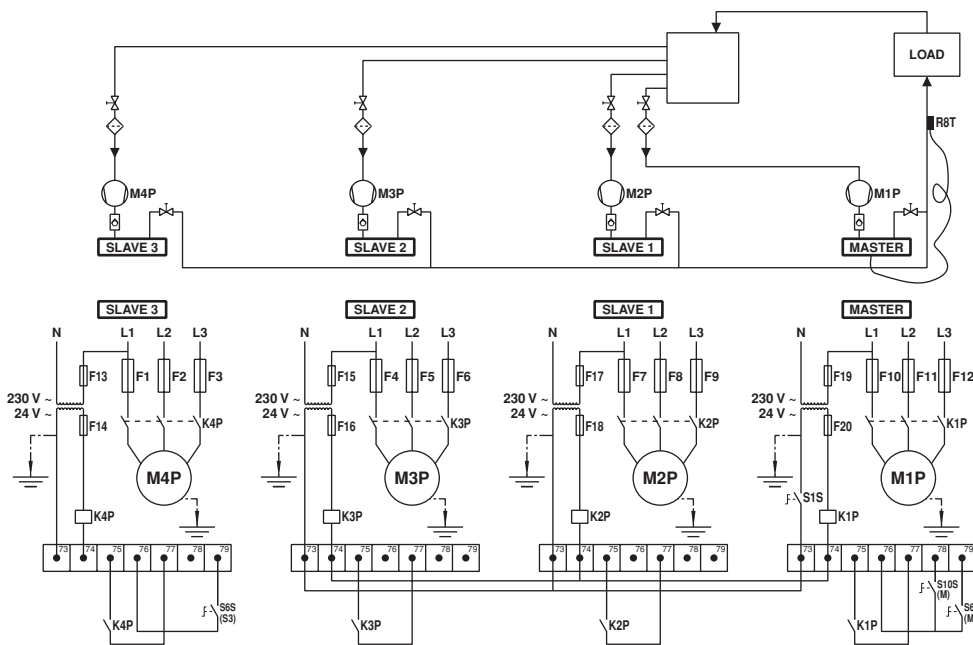 LOAD
R8T
M4P M3P M2P M1P
SLAVE 3 SLAVE 2 SLAVE 1 MASTER
SLAVE 3 SLAVE 2 SLAVE 1 MASTER
N L1 L2 L3 N L1 L2 L3 N L1 L2 L3 N L1 L2 L3
F13 F1 F2 F3 F15 F4 F5 F6 F17 F7 F8 F9 F19 F10 F11 F12
230 V ~ 230 V ~ 230 V ~ 230 V ~
24 V ~ 24 V ~ 24 V ~ 24 V ~
F14 K4P F16 K3P F18 K2P F20 K1P
M4P M3P M2P M1P
S1S
K4P K3P K2P K1P
73 74 75 76 77 78 79 73 74 75 76 77 78 79 73 74 75 76 77 78 79 73 74 75 76 77 78 79
S10S
(M)
S6S
(S3)
S6
(M
K4P K3P K2P K1P